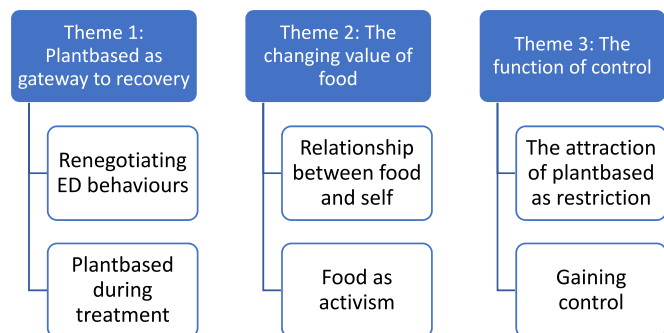 Theme 1:
Plantbased as
gateway to recovery
Renegotiating
ED behaviours
Plantbased
during
treatment
Theme 2: The
changing value of
food
Relationship
between food
and self
Food as
activism
Theme 3: The
function of control
The attraction
of plantbased
as restriction
Gaining
control